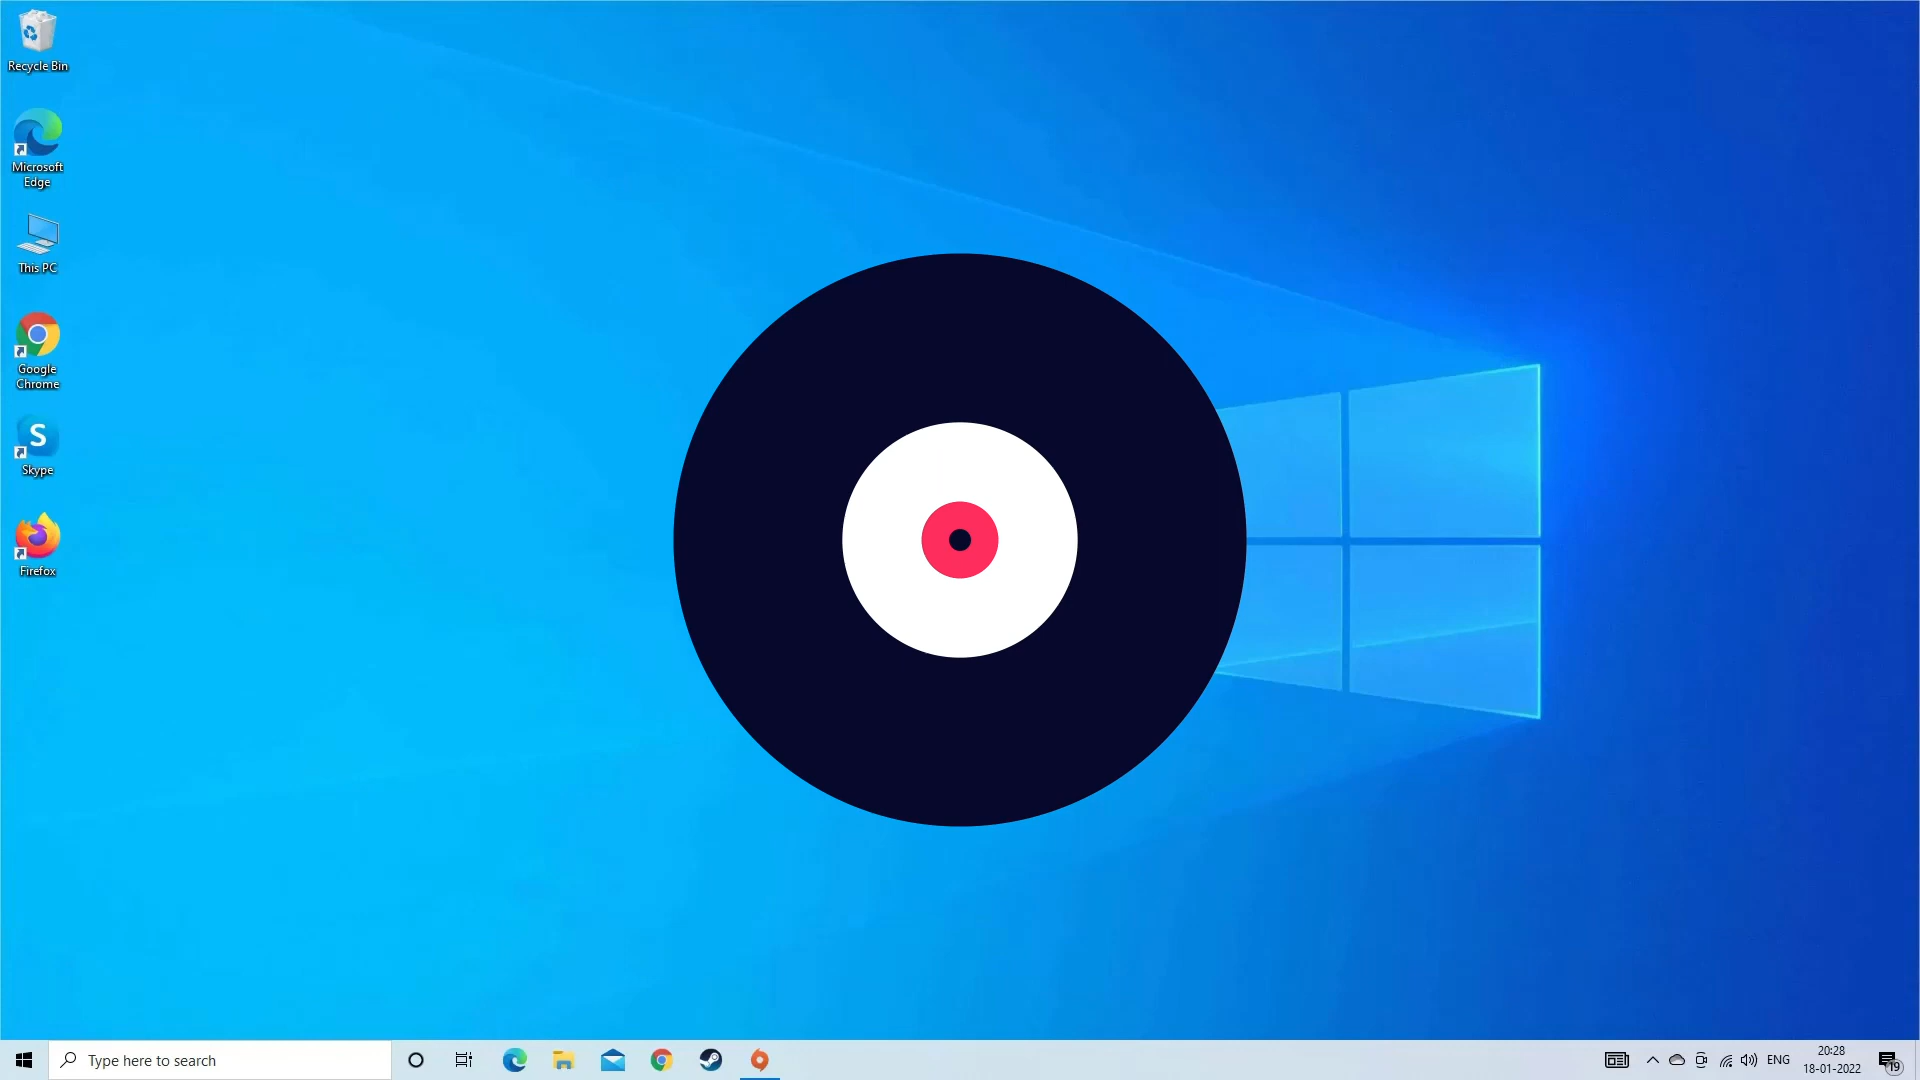 Recycle Bin
Microsoft
Edge
This PC
Google
Chrome
S
Skype
Firefox
Type here to search
ENG
20:28
18-01-2022
19